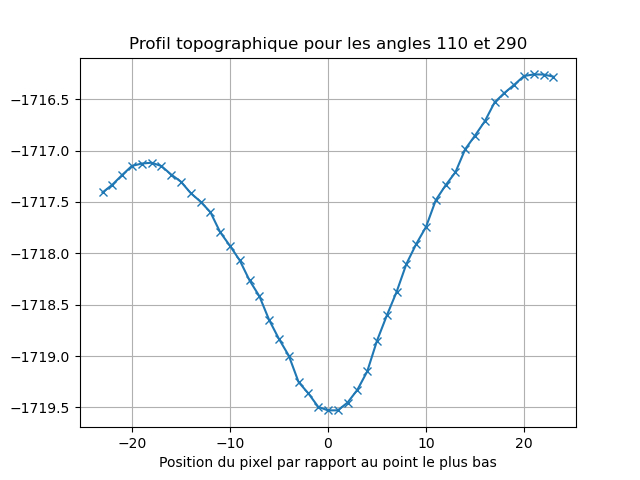 Profil topographique pour les angles 110 et 290
−1716.5
−1717.0
−1717.5
−1718.0
−1718.5
−1719.0
−1719.5
−20 −10 0 10 20
Position du pixel par rapport au point le plus bas